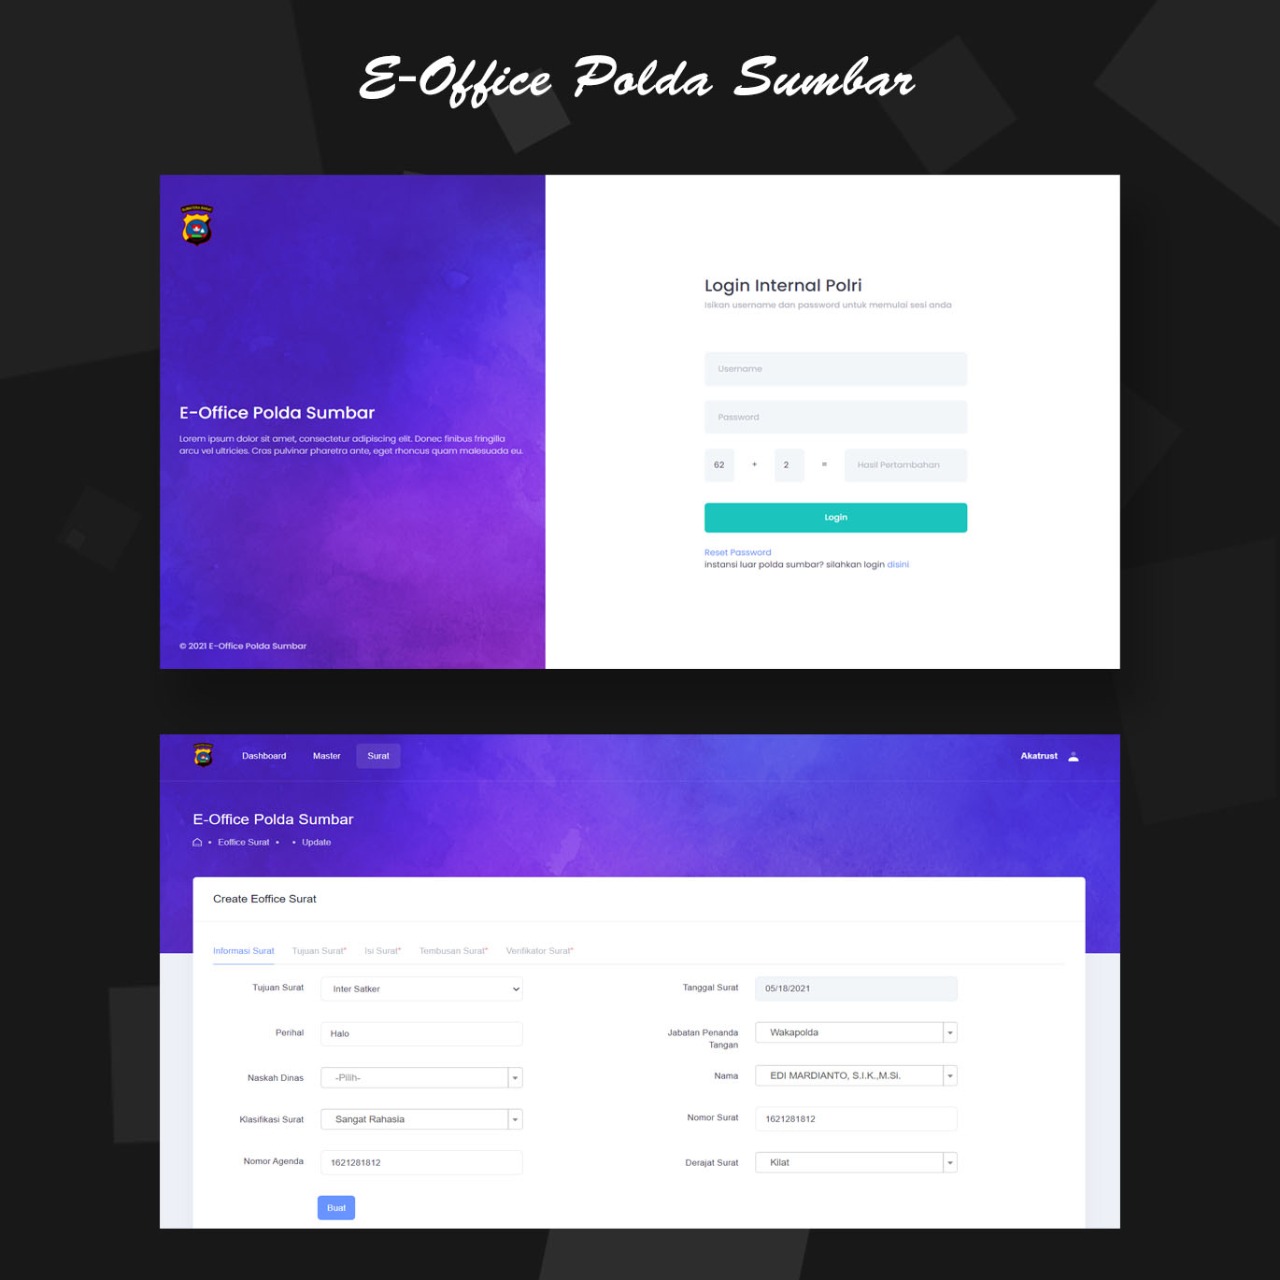 E-Office Polda Sumbar
SUMATERA BARAT
E-Office Polda Sumbar
Lorem ipsum dolor sit amet, consectetur adipiscing elit. Donec finibus fringilla
arcu vel ultricies. Cras pulvinar pharetra ante, eget rhoncus quam malesuada eu.
© 2021 E-Office Polda Sumbar
Login Internal Polri
Isikan username dan password untuk memulai sesi anda
Username
Password
62 + 2 = Hasil Pertambahan
Login
Reset Password
instansi luar polda sumbar? silahkan login disini
Dashboard Master Surat Akatrust
E-Office Polda Sumbar
• Eoffice Surat • • Update
Create Eoffice Surat
Informasi Surat Tujuan Surat* Isi Surat* Tembusan Surat* Verifikator Surat*
Tujuan Surat Inter Satker Tanggal Surat 05/18/2021
Perihal Halo Jabatan Penanda
Tangan Wakapolda
Naskah Dinas -Pilih- Nama EDI MARDIANTO, S.I.K.,M.Si.
Klasifikasi Surat Sangat Rahasia Nomor Surat 1621281812
Nomor Agenda 1621281812 Derajat Surat Kilat
Buat